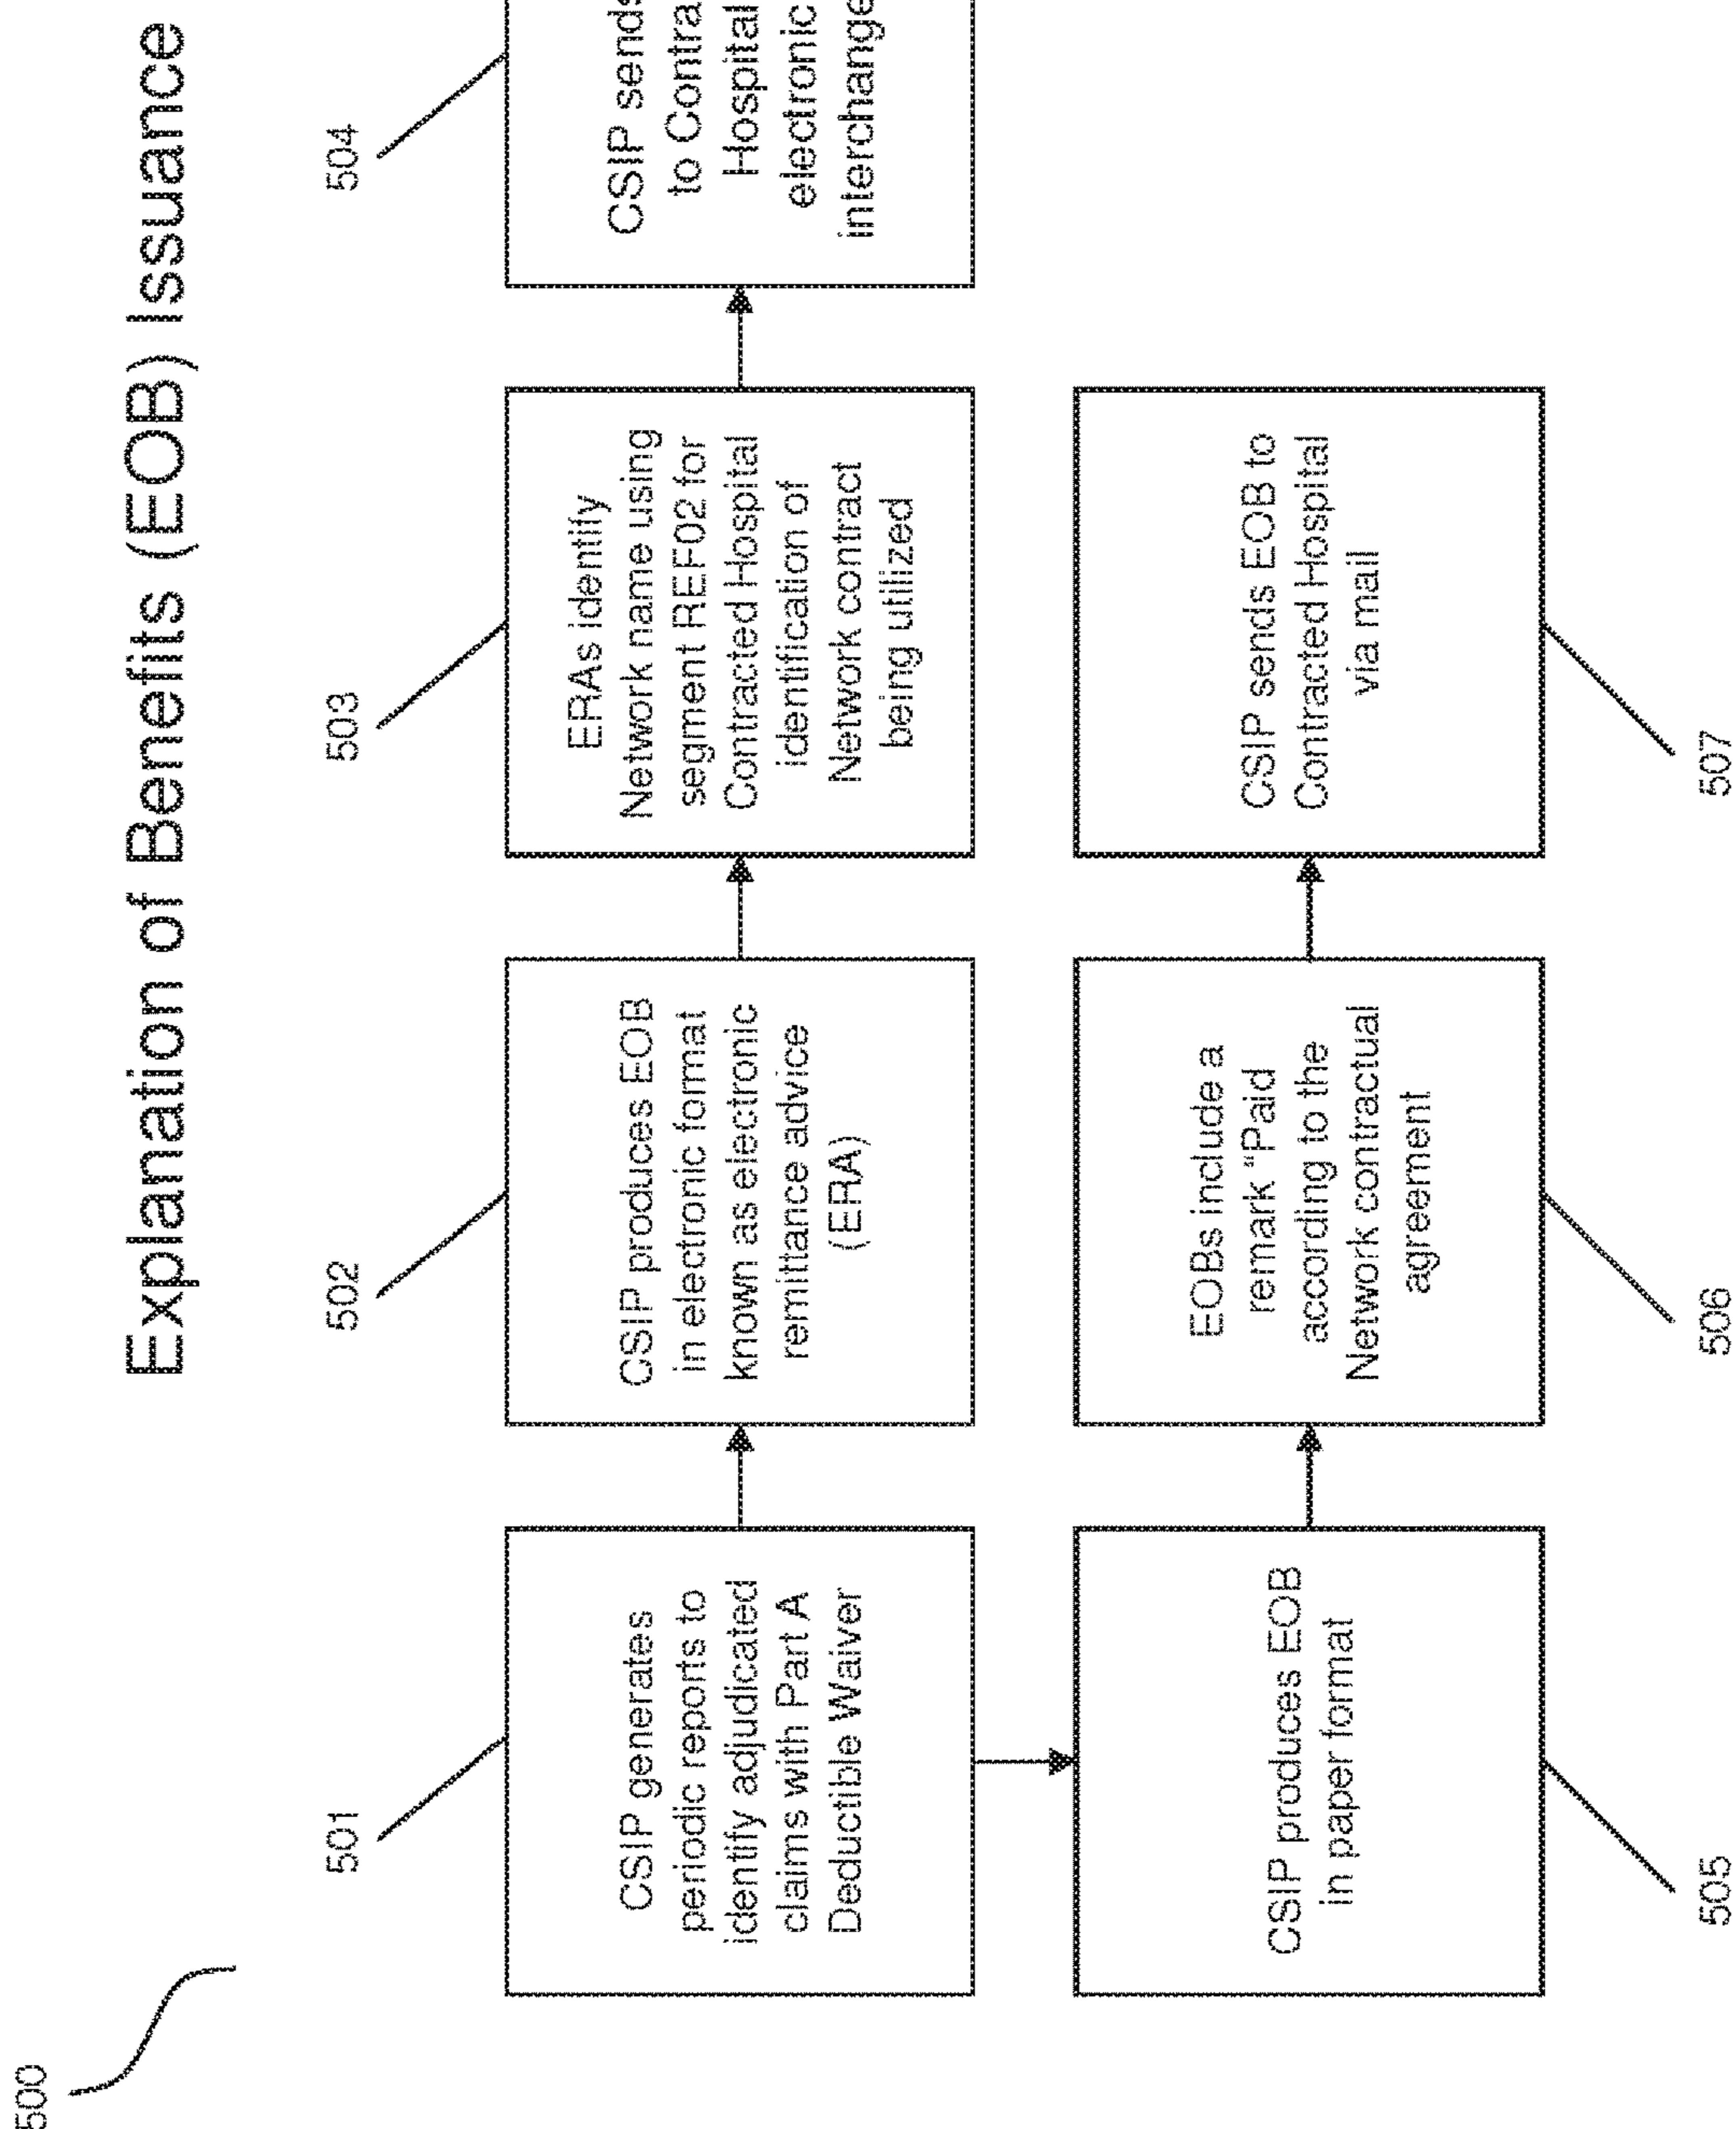 Explanation of Benefits (EOB) Issuance
500
501
CSIP generates
periodic reports to
identify adjudicated
claims with Part A
Deductible Waiver
502
CSIP produces EOB
in electronic format
known as electronic
remittance advice
(ERA)
503
ERAs identify
Network name using
segment REF02 for
Contracted Hospital
identification of
Network contract
being utilized
504
CSIP sends
to Contra
Hospital
electronic
interchange
CSIP produces EOB
in paper format
505
EOBs include a
remark "Paid
according to the
Network contractual
agreement
506
CSIP sends EOB to
Contracted Hospital
via mail
507